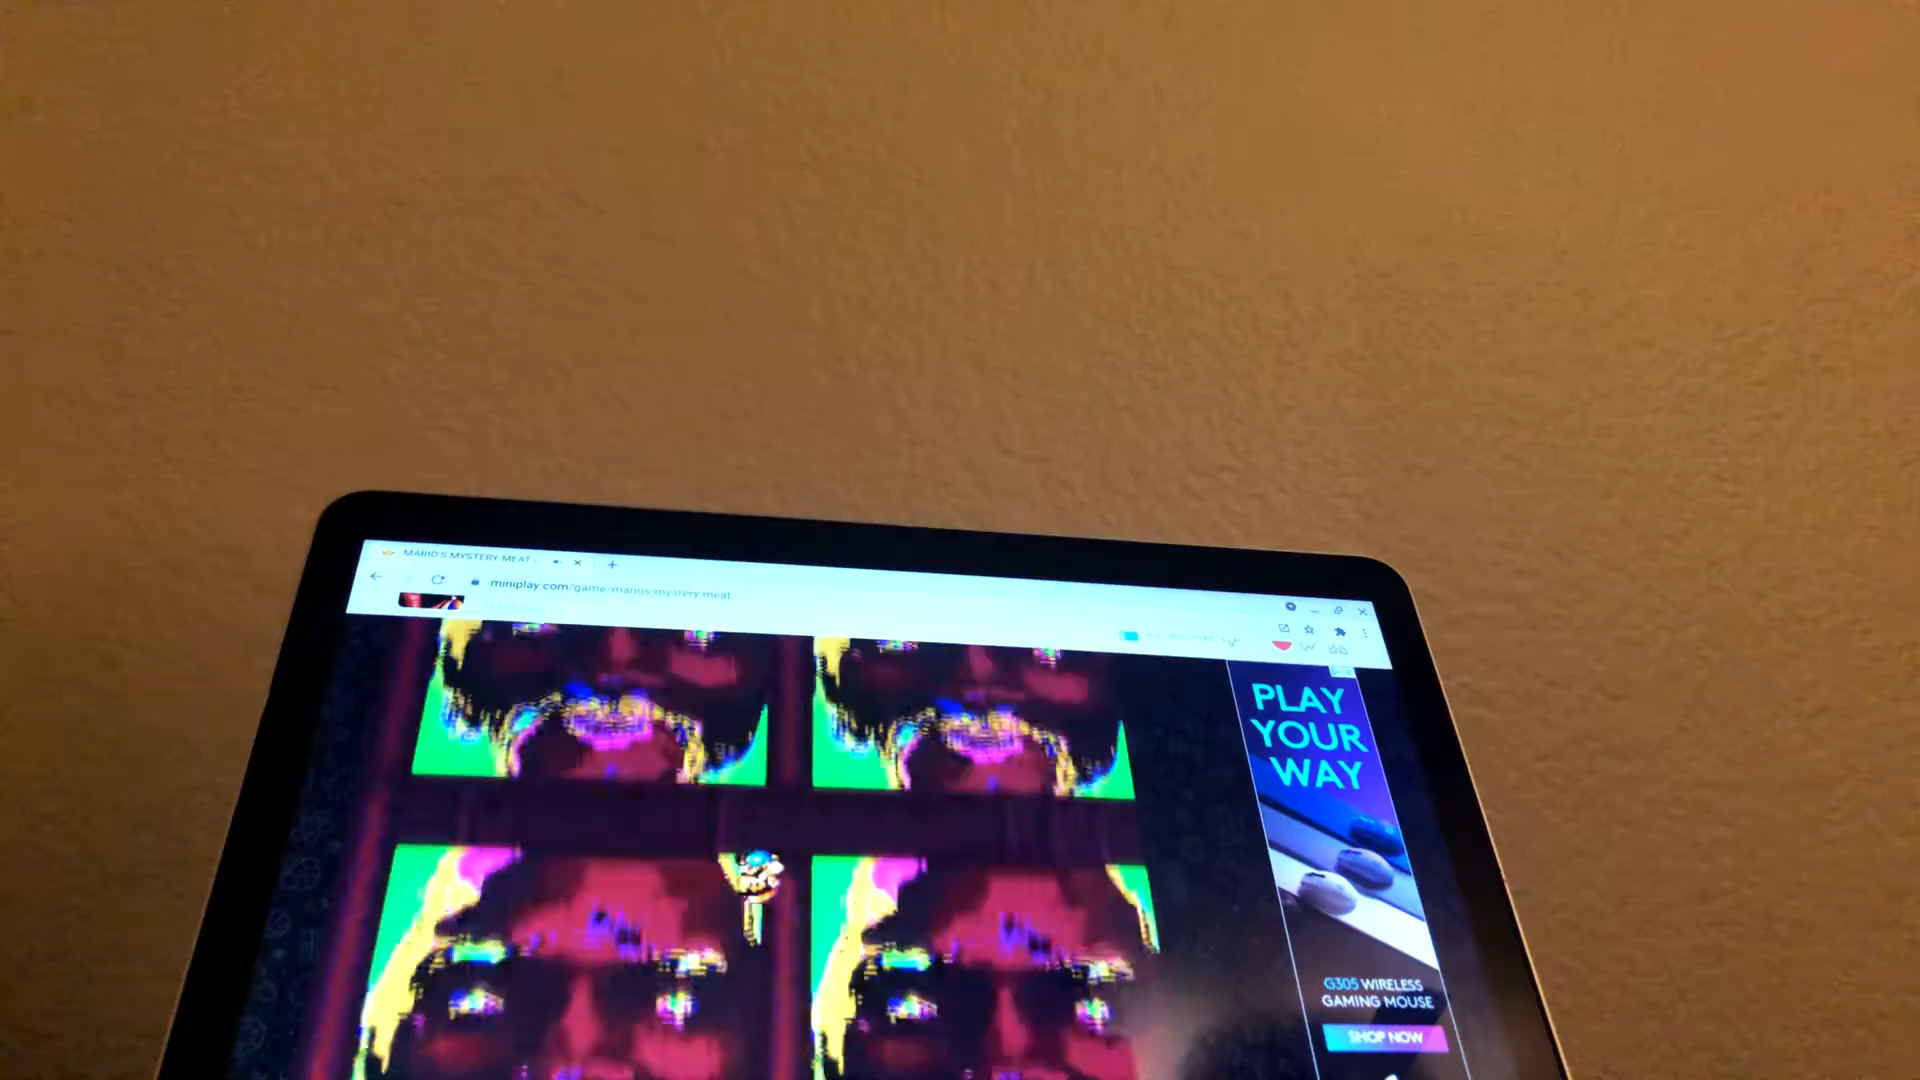 MARIO'S MYSTERY MEAT
miniplay.com/game/marios-mystery-meat
PLAY
YOUR
WAY
G305 WIRELESS
GAMING MOUSE
SHOP NOW